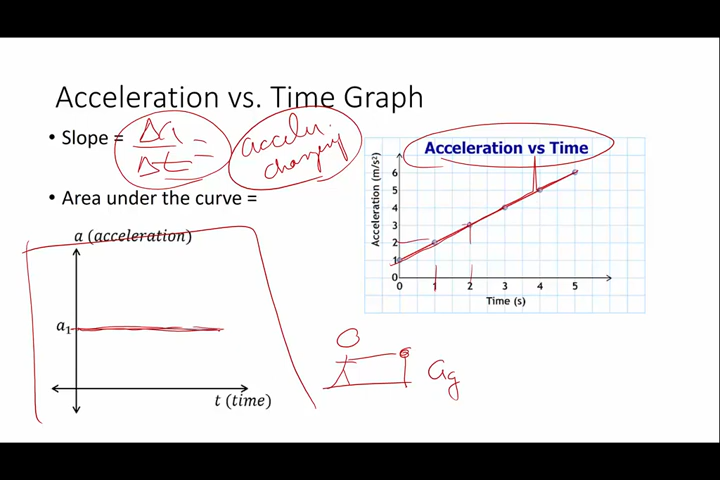 Acceleration vs. Time Graph
• Slope = Δa/Δt = acceler. changing
• Area under the curve =
a (acceleration)
a₁
t (time)
Acceleration vs Time
Acceleration (m/s²)
6
5
4
3
2
1
0
0 1 2 3 4 5
Time (s)
ag